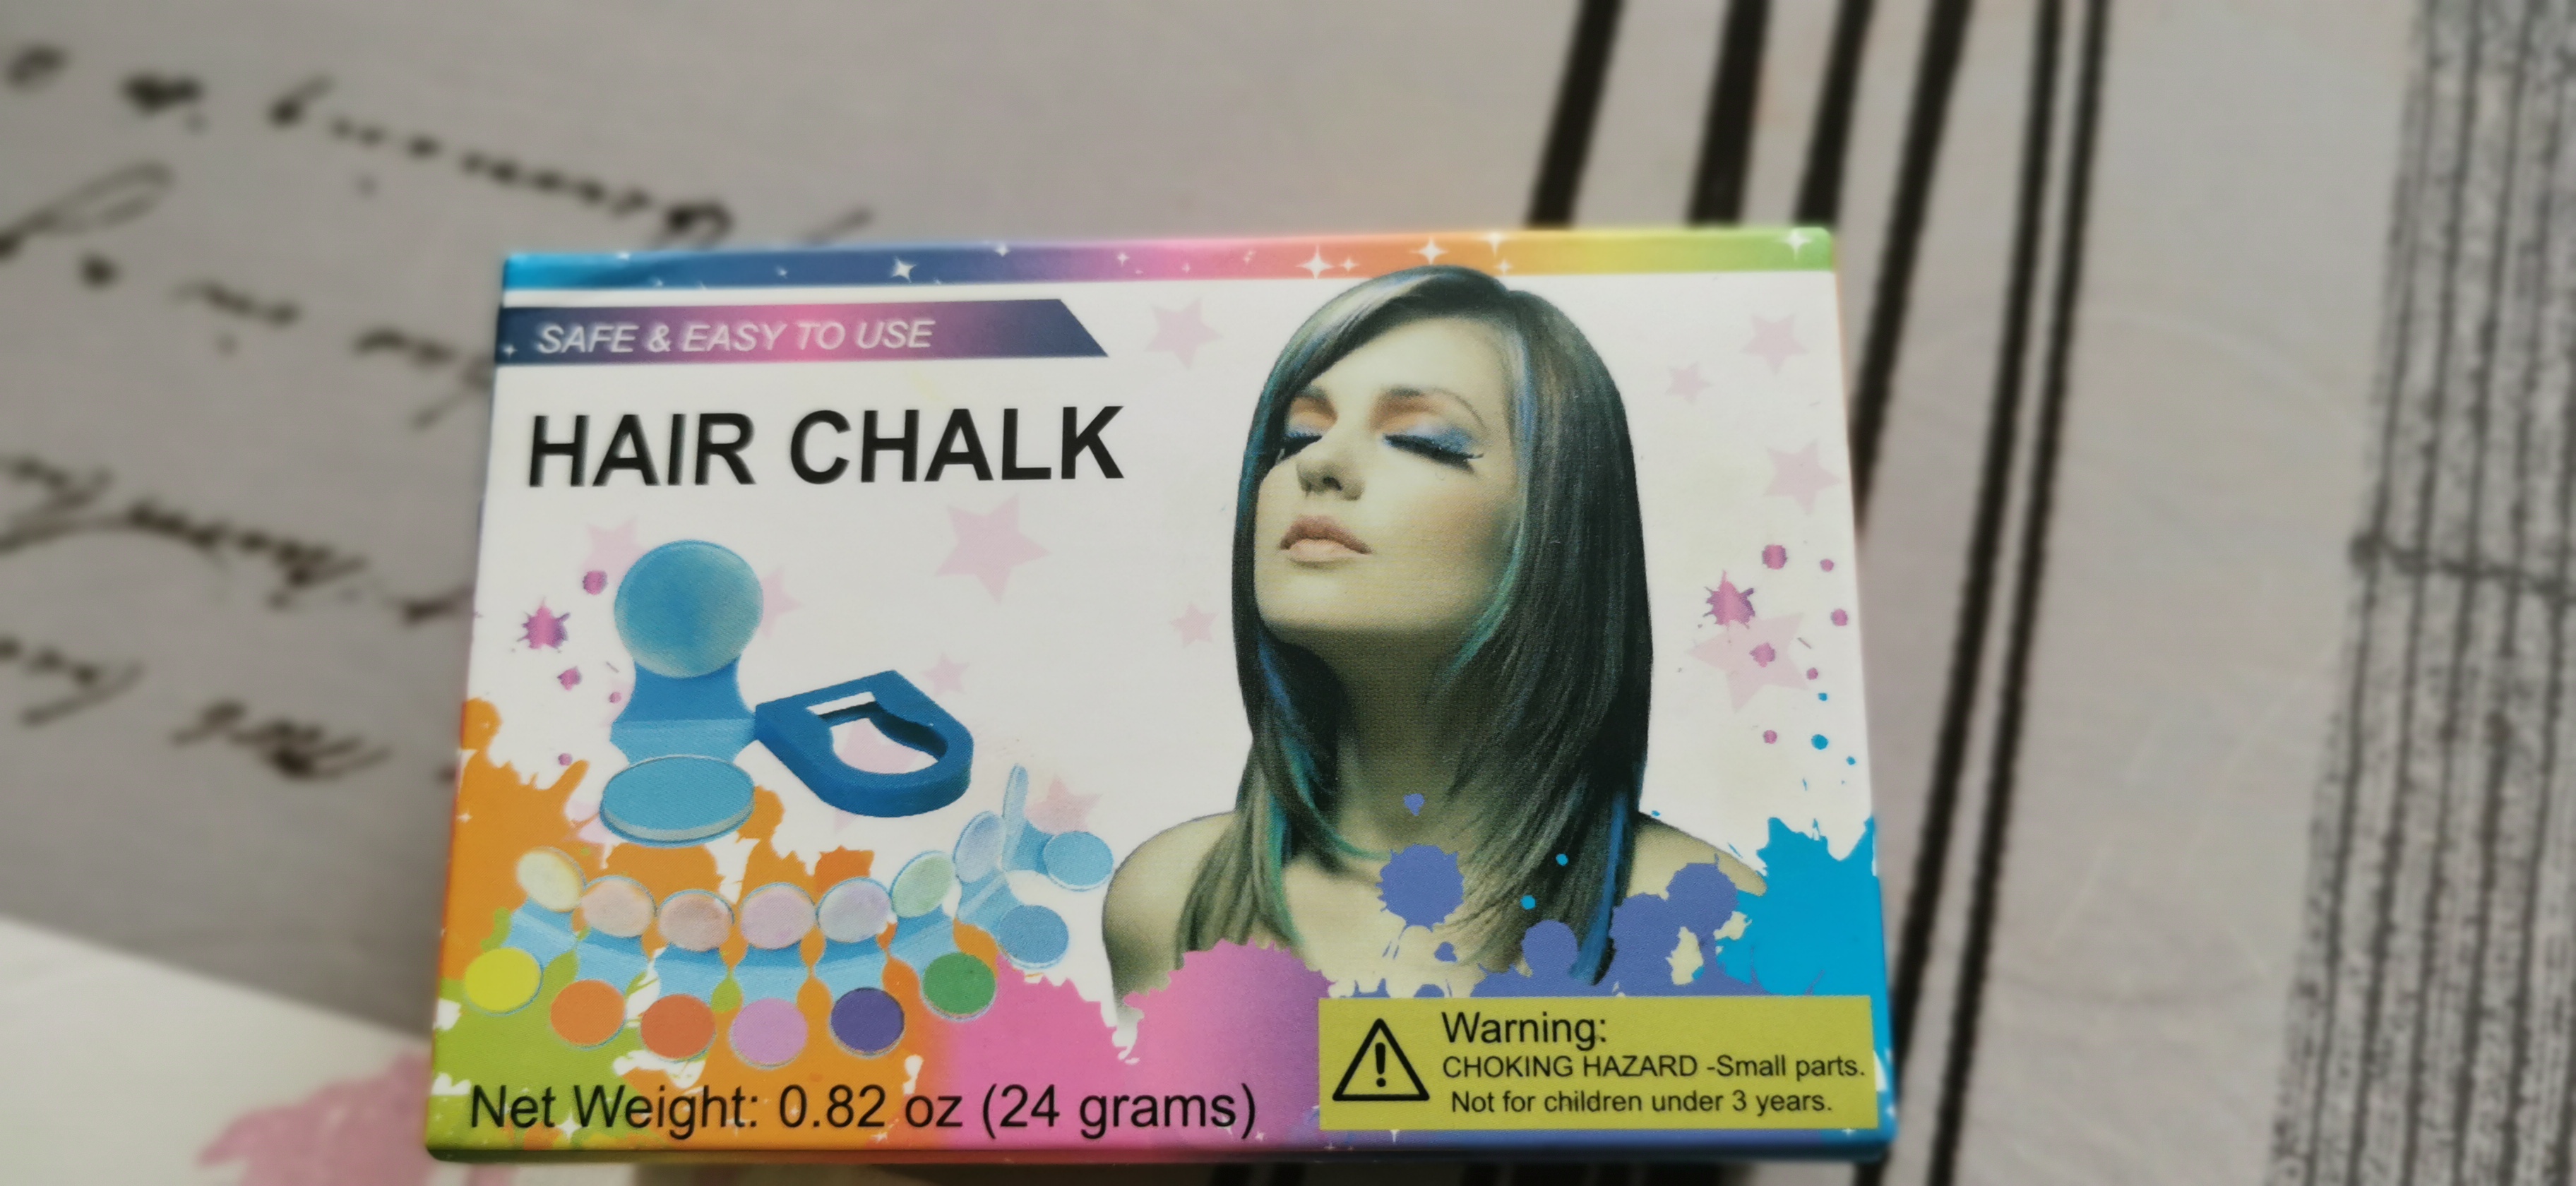 SAFE & EASY TO USE
HAIR CHALK
Net Weight: 0.82 oz (24 grams)
Warning:
CHOKING HAZARD -Small parts.
Not for children under 3 years.